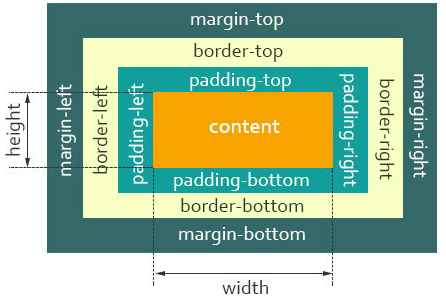 margin-top
border-top
padding-top
height
margin-left
border-left
padding-left
content
padding-right
border-right
margin-right
padding-bottom
border-bottom
margin-bottom
width